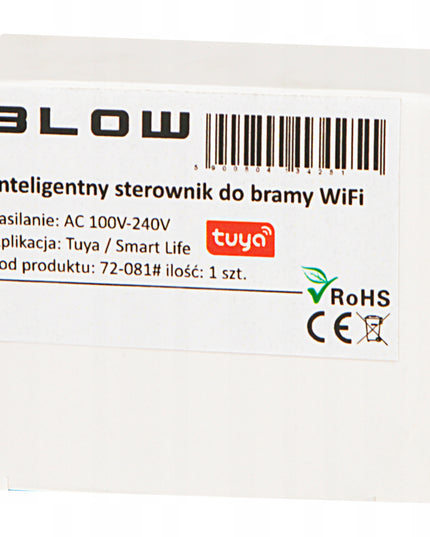 BLOW
nteligentny sterownik do bramy WiFi
asilanie: AC 100V-240V
plikacja: Tuya / Smart Life
tuya
od produktu: 72-081# ilość: 1 szt.
RoHS
CE